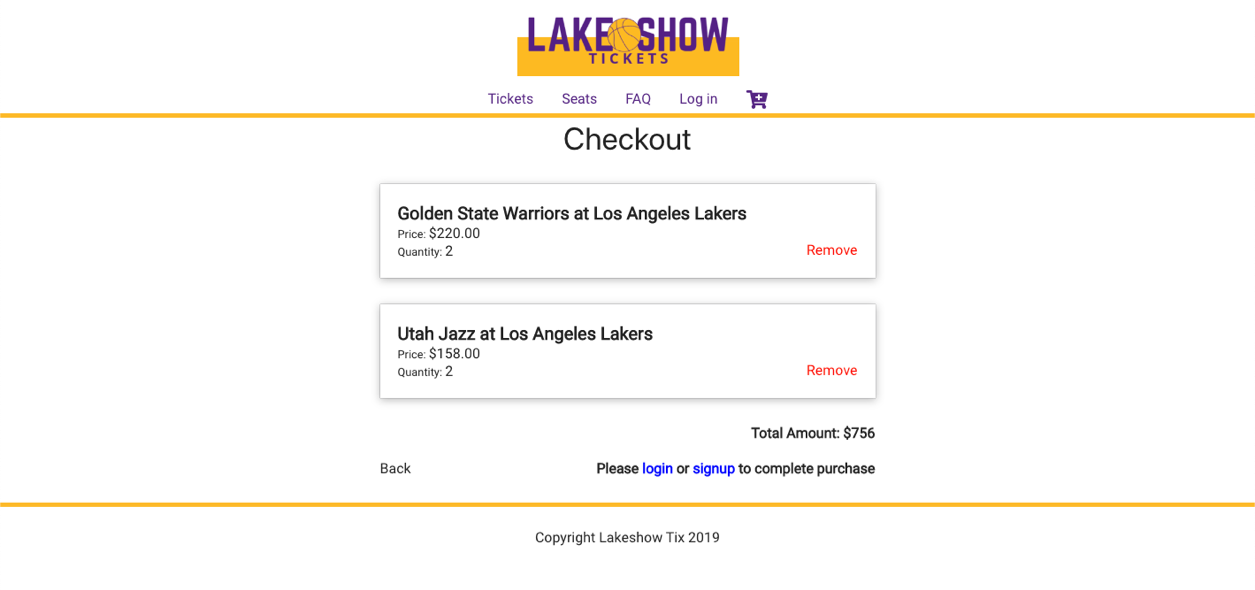 LAKE SHOW
TICKETS
Tickets Seats FAQ Log in
Checkout
Golden State Warriors at Los Angeles Lakers
Price: $220.00
Quantity: 2
Remove
Utah Jazz at Los Angeles Lakers
Price: $158.00
Quantity: 2
Remove
Total Amount: $756
Back
Please login or signup to complete purchase
Copyright Lakeshow Tix 2019